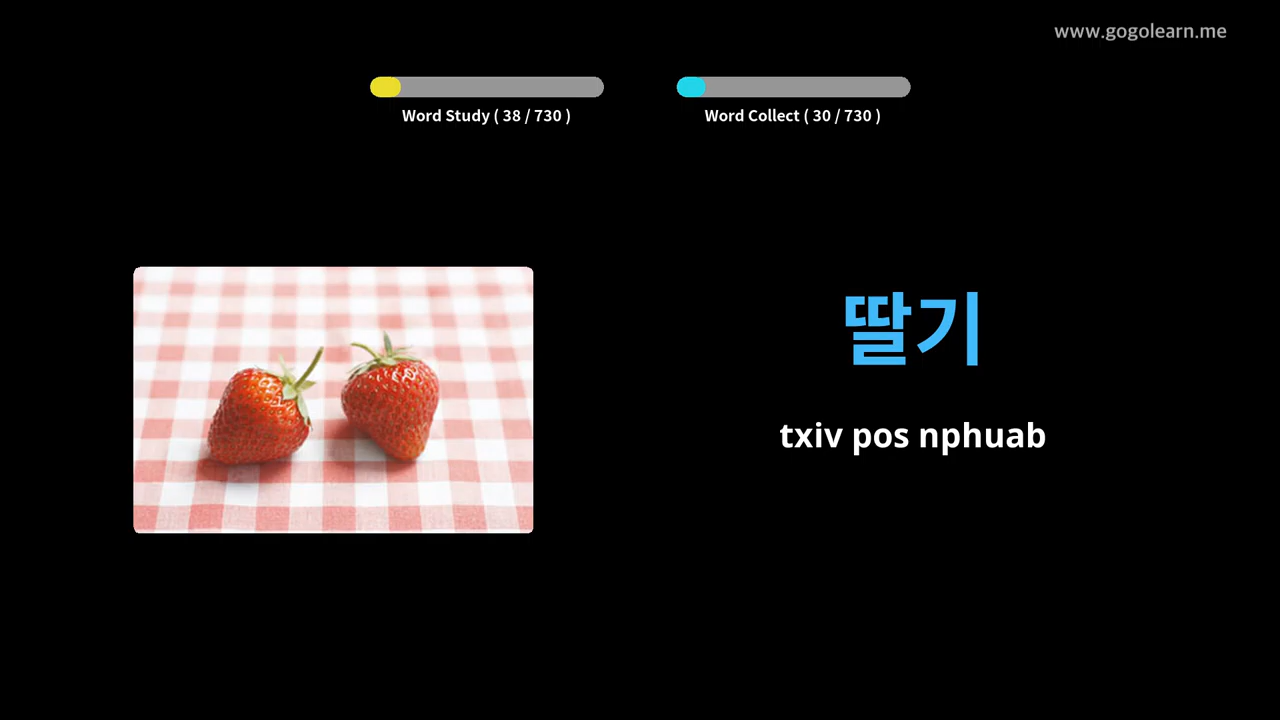 www.gogolearn.me
Word Study ( 38 / 730 )
Word Collect ( 30 / 730 )
딸기
txiv pos nphuab